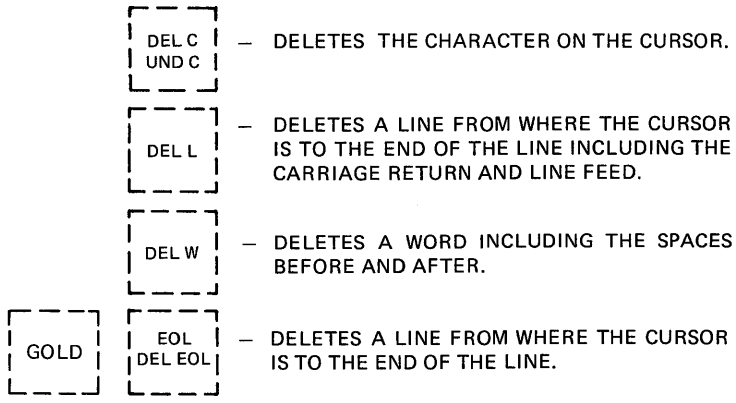 DEL C
UND C
— DELETES THE CHARACTER ON THE CURSOR.
DEL L
— DELETES A LINE FROM WHERE THE CURSOR
IS TO THE END OF THE LINE INCLUDING THE
CARRIAGE RETURN AND LINE FEED.
DEL W
— DELETES A WORD INCLUDING THE SPACES
BEFORE AND AFTER.
GOLD
EOL
DEL EOL
— DELETES A LINE FROM WHERE THE CURSOR
IS TO THE END OF THE LINE.